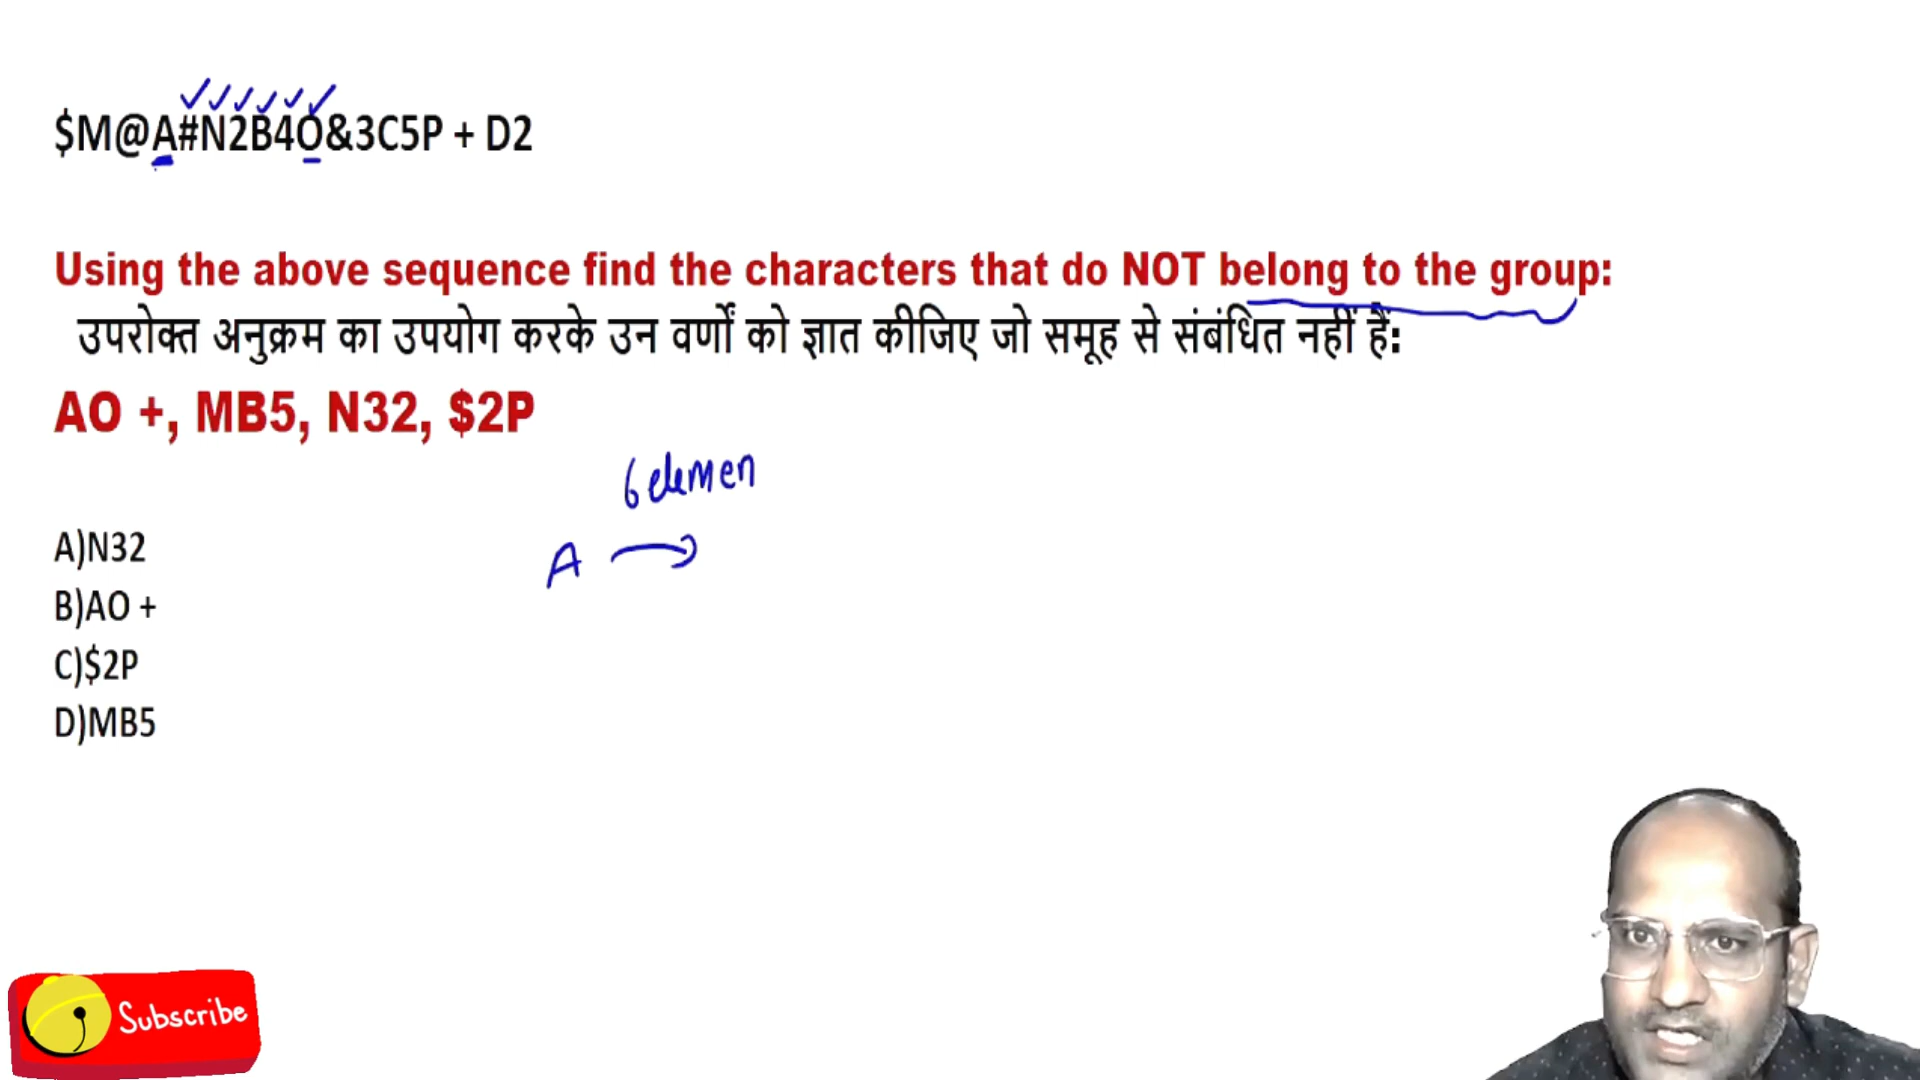 $M@A#N2B4O&3C5P + D2
Using the above sequence find the characters that do NOT belong to the group:
उपरोक्त अनुक्रम का उपयोग करके उन वर्णों को ज्ञात कीजिए जो समूह से संबंधित नहीं हैं:
AO +, MB5, N32, $2P
6 elemen
A)N32
A
B)AO +
C)$2P
D)MB5
Subscribe